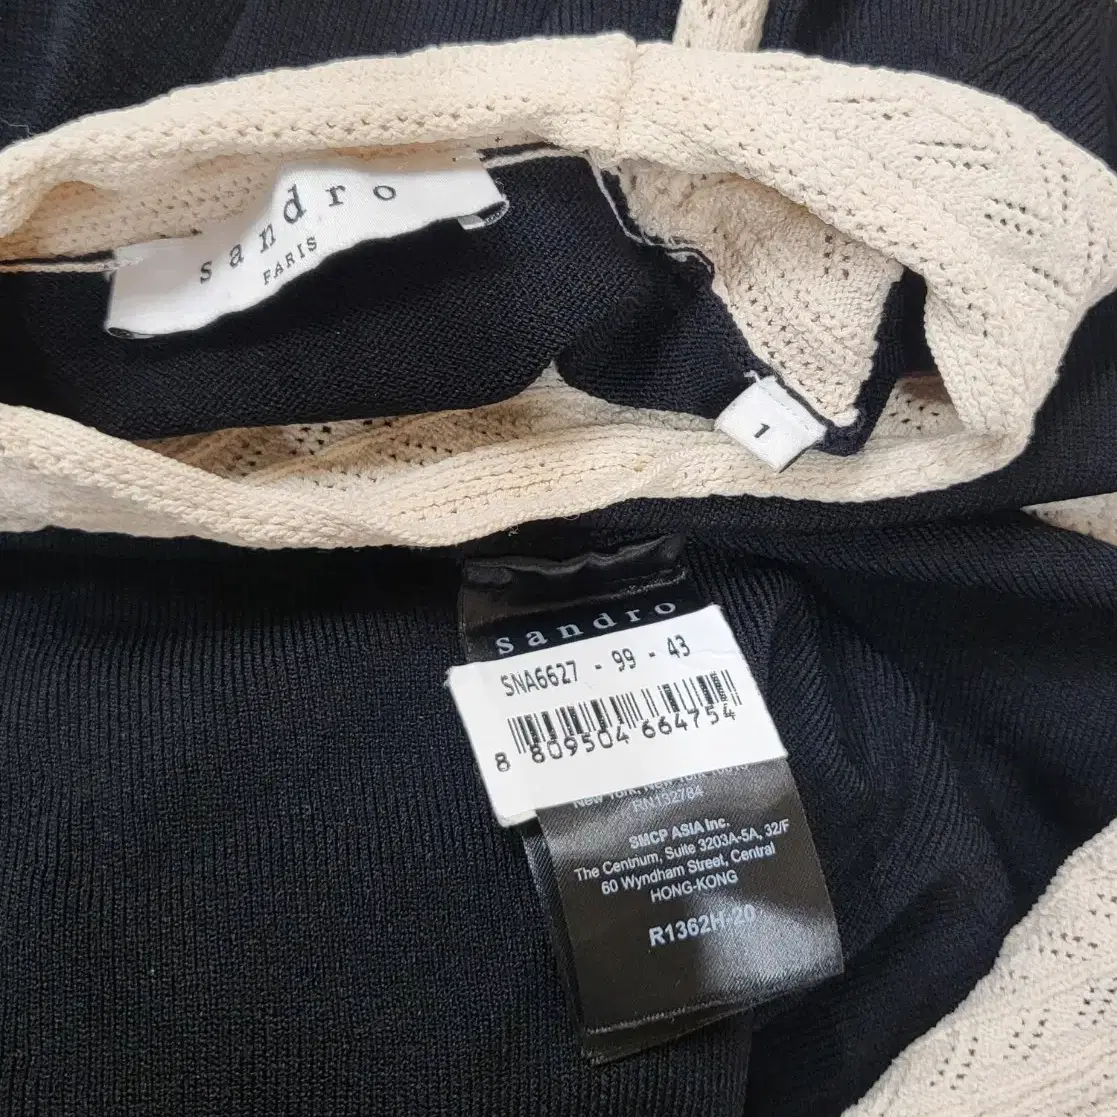 sandro
PARIS
1
sandro
SNA6627 - 99 - 43
8 809504 664754
RN132784
SMCP ASIA Inc.
The Centrium, Suite 3203A-5A, 32/F
60 Wyndham Street, Central
HONG-KONG
R1362H-20